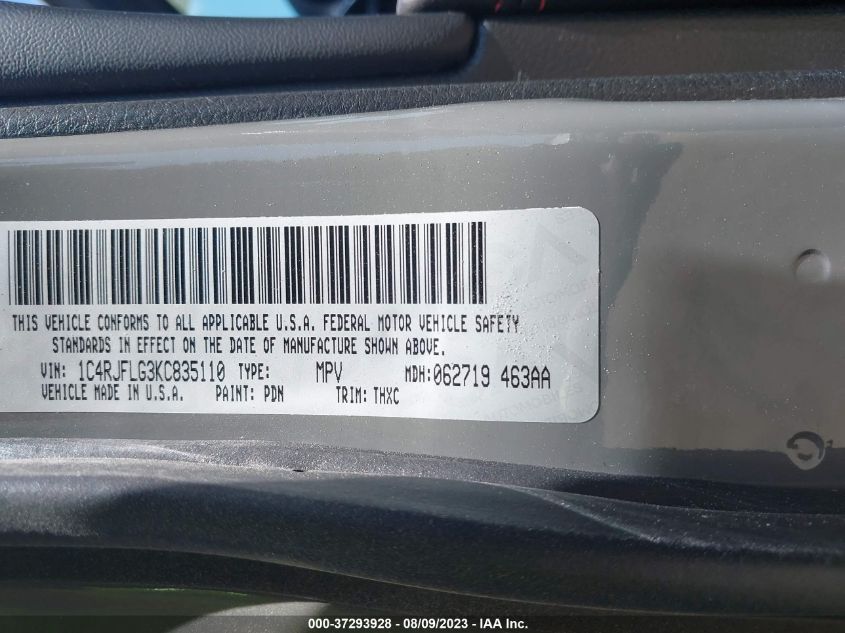 THIS VEHICLE CONFORMS TO ALL APPLICABLE U.S.A. FEDERAL MOTOR VEHICLE SAFETY
STANDARDS IN EFFECT ON THE DATE OF MANUFACTURE SHOWN ABOVE.
VIN: 1C4RJFLG3KC835110 TYPE: MPV MDH: 062719 463AA
VEHICLE MADE IN U.S.A. PAINT: PDN TRIM: THXC
000-37293928 - 08/09/2023 - IAA Inc.